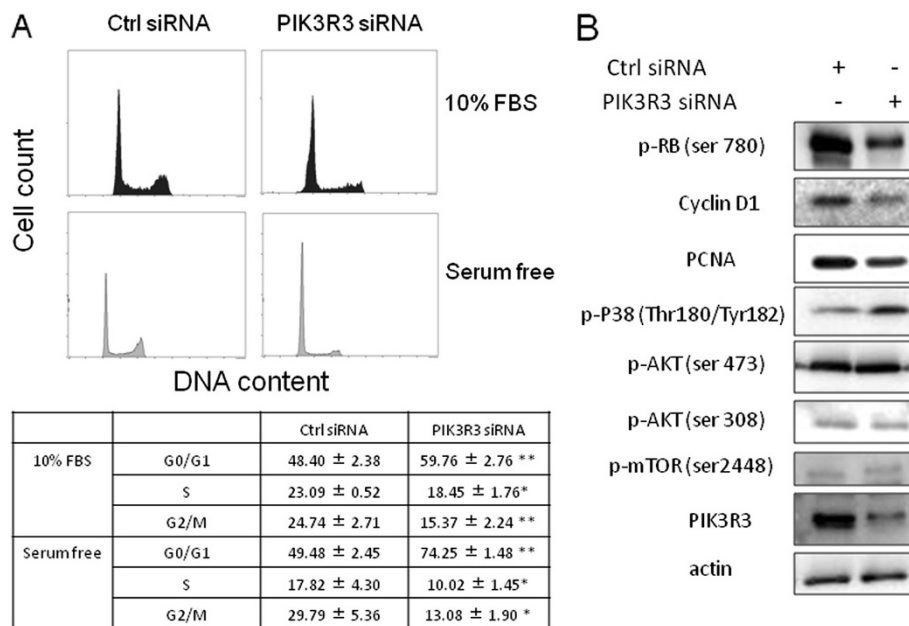 A
Ctrl siRNA PIK3R3 siRNA
Cell count
10% FBS
Serum free
DNA content
Ctrl siRNA PIK3R3 siRNA
10% FBS G0/G1 48.40 ± 2.38 59.76 ± 2.76 **
S 23.09 ± 0.52 18.45 ± 1.76*
G2/M 24.74 ± 2.71 15.37 ± 2.24 **
Serum free G0/G1 49.48 ± 2.45 74.25 ± 1.48 **
S 17.82 ± 4.30 10.02 ± 1.45*
G2/M 29.79 ± 5.36 13.08 ± 1.90 *
B
Ctrl siRNA + -
PIK3R3 siRNA - +
p-RB (ser 780)
Cyclin D1
PCNA
p-P38 (Thr180/Tyr182)
p-AKT (ser 473)
p-AKT (ser 308)
p-mTOR (ser2448)
PIK3R3
actin